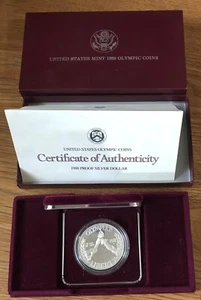 UNITED STATES MINT 1988 OLYMPIC COINS
UNITED STATES OLYMPIC COINS
Certificate of Authenticity
1988 PROOF SILVER DOLLAR